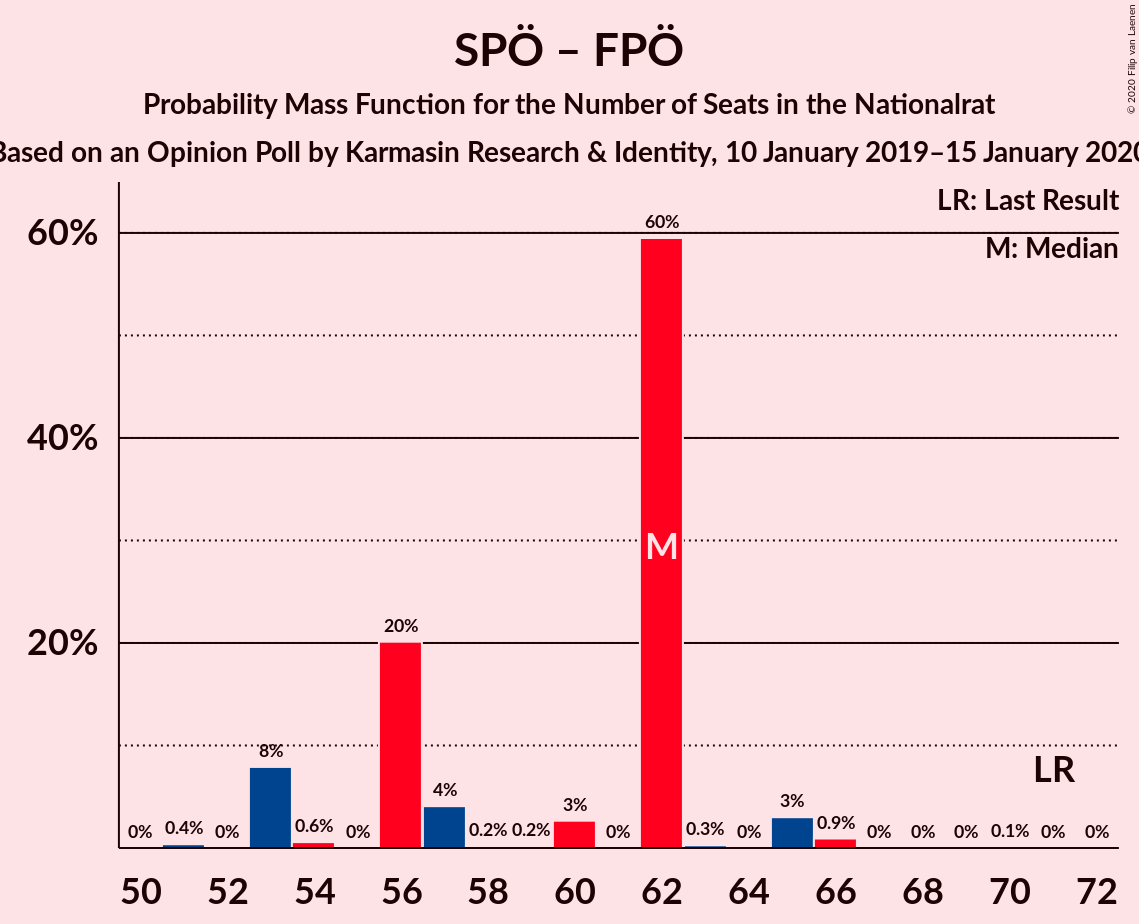 SPÖ – FPÖ
Probability Mass Function for the Number of Seats in the Nationalrat
Based on an Opinion Poll by Karmasin Research & Identity, 10 January 2019–15 January 2020
© 2020 Filip van Laenen
LR: Last Result
M: Median
60%
40%
20%
0% 0.4% 0% 8% 0.6% 0% 20% 4% 0.2% 0.2% 3% 0% 60% 0.3% 0% 3% 0.9% 0% 0% 0% 0.1% 0% 0%
M
LR
50 52 54 56 58 60 62 64 66 68 70 72